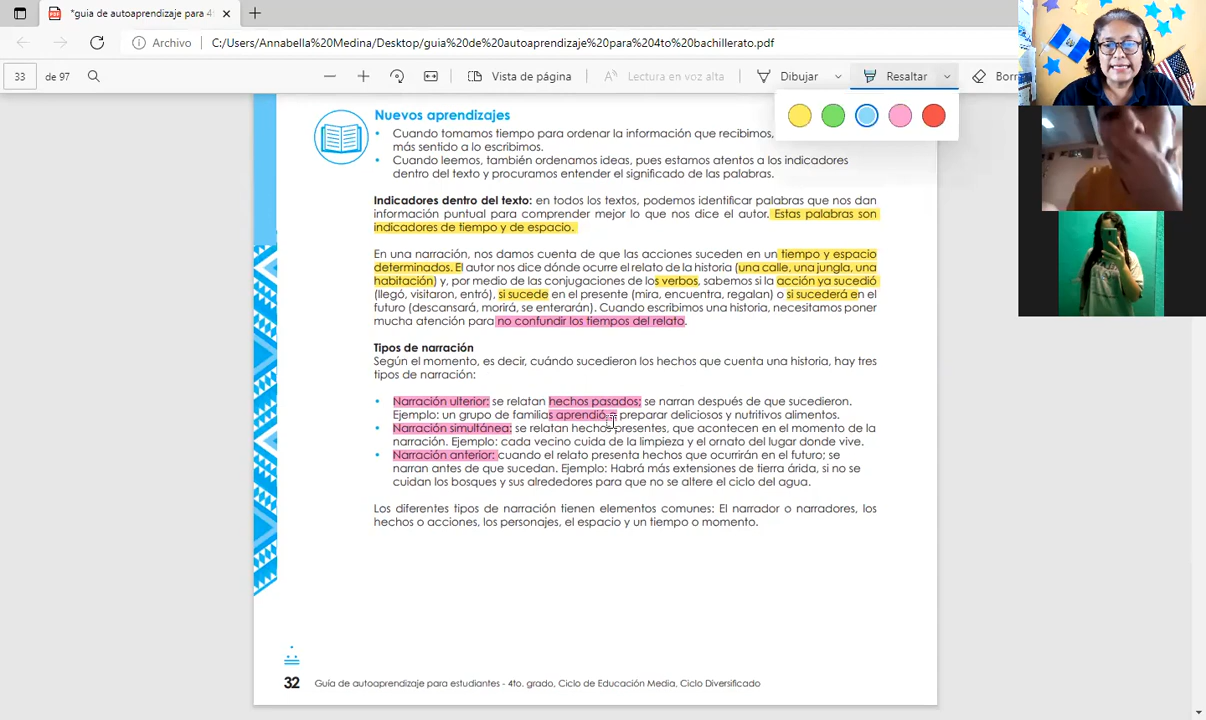 *guia de autoaprendizaje para 4
Archivo C:/Users/Annabella%20Medina/Desktop/guia%20de%20autoaprendizaje%20para%204to%20bachillerato.pdf
33 de 97 Vista de página Lectura en voz alta Dibujar Resaltar Borr
Nuevos aprendizajes
• Cuando tomamos tiempo para ordenar la información que recibimos,
más sentido a lo escribimos.
• Cuando leemos, también ordenamos ideas, pues estamos atentos a los indicadores
dentro del texto y procuramos entender el significado de las palabras.
Indicadores dentro del texto: en todos los textos, podemos identificar palabras que nos dan
información puntual para comprender mejor lo que nos dice el autor. Estas palabras son
indicadores de tiempo y de espacio.
En una narración, nos damos cuenta de que las acciones suceden en un tiempo y espacio
determinados. El autor nos dice dónde ocurre el relato de la historia (una calle, una jungla, una
habitación) y, por medio de las conjugaciones de los verbos, sabemos si la acción ya sucedió
(llegó, visitaron, entró), si sucede en el presente (mira, encuentra, regalan) o si sucederá en el
futuro (descansará, morirá, se enterarán). Cuando escribimos una historia, necesitamos poner
mucha atención para no confundir los tiempos del relato.
Tipos de narración
Según el momento, es decir, cuándo sucedieron los hechos que cuenta una historia, hay tres
tipos de narración:
• Narración ulterior: se relatan hechos pasados; se narran después de que sucedieron.
Ejemplo: un grupo de familias aprendió a preparar deliciosos y nutritivos alimentos.
• Narración simultánea: se relatan hechos presentes, que acontecen en el momento de la
narración. Ejemplo: cada vecino cuida de la limpieza y el ornato del lugar donde vive.
• Narración anterior: cuando el relato presenta hechos que ocurrirán en el futuro; se
narran antes de que sucedan. Ejemplo: Habrá más extensiones de tierra árida, si no se
cuidan los bosques y sus alrededores para que no se altere el ciclo del agua.
Los diferentes tipos de narración tienen elementos comunes: El narrador o narradores, los
hechos o acciones, los personajes, el espacio y un tiempo o momento.
32 Guía de autoaprendizaje para estudiantes - 4to. grado, Ciclo de Educación Media, Ciclo Diversificado